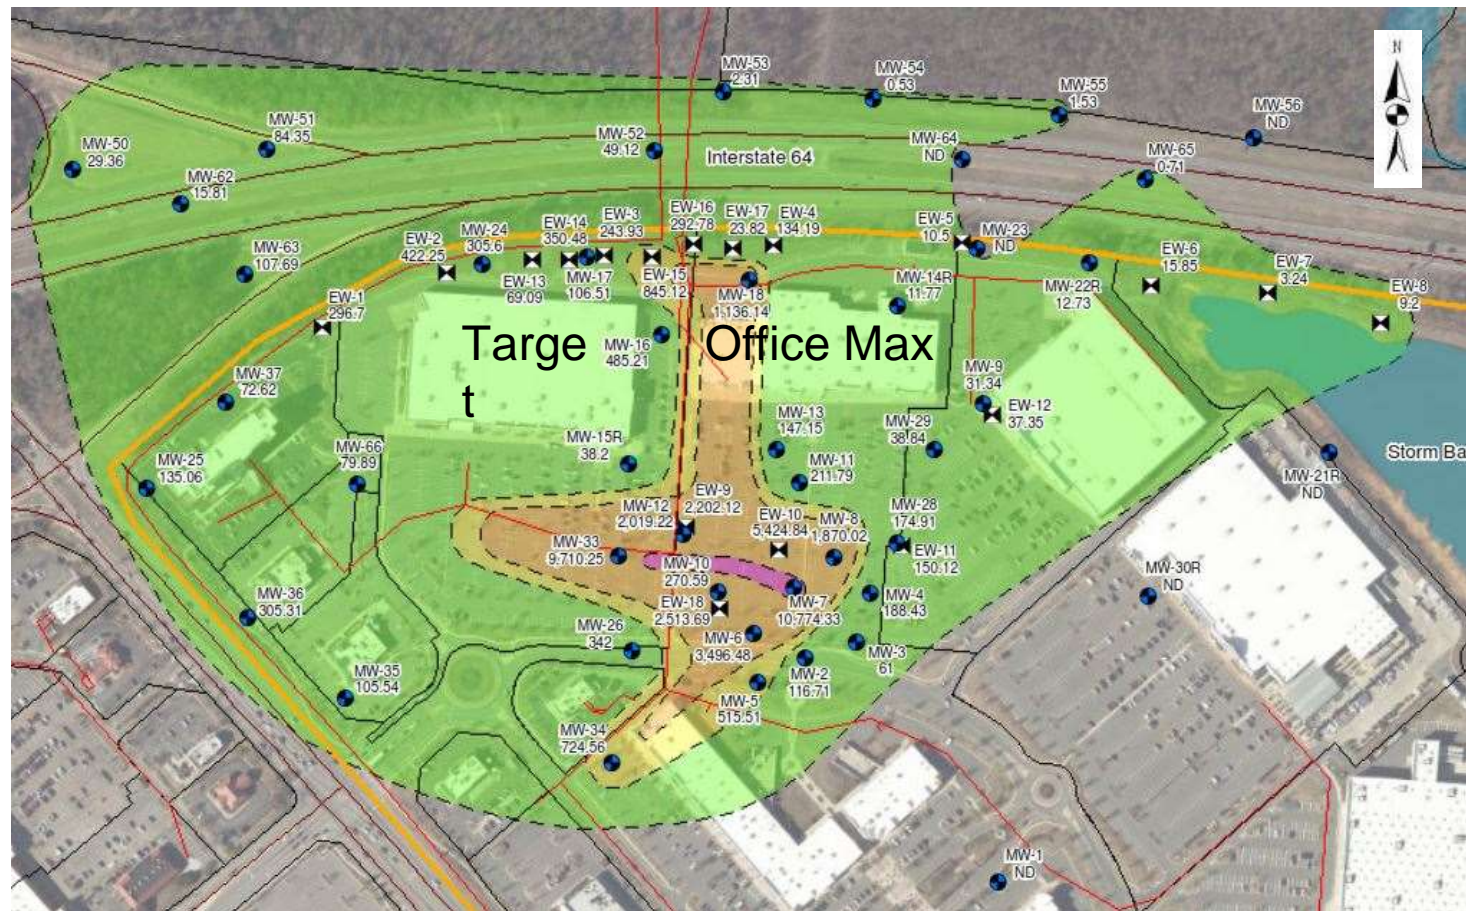 N
MW-53
2.31
MW-54
0.53
MW-55
1.53
MW-56
ND
MW-51
84.35
MW-52
49.12
MW-64
ND
MW-50
29.36
Interstate 64
MW-65
0.71
MW-62
15.81
EW-16
292.78
EW-17
23.82
EW-4
134.19
EW-5
10.5
MW-23
ND
EW-14
350.48
EW-3
243.93
MW-24
305.6
EW-2
422.25
MW-63
107.69
EW-6
15.85
EW-7
3.24
EW-8
9.2
EW-13
69.09
MW-17
106.51
EW-15
845.12
MW-18
1,136.14
MW-14R
11.77
MW-22R
12.73
EW-1
296.7
Targe
t
MW-16
485.21
Office Max
MW-37
72.62
MW-9
31.34
EW-12
37.35
MW-13
147.15
MW-29
38.84
MW-15R
38.2
MW-66
79.89
MW-25
135.06
MW-11
211.79
Storm Ba
MW-21R
ND
EW-9
2,202.12
MW-12
2,019.22
EW-10
5,424.84
MW-8
1,870.02
MW-28
174.91
MW-33
9,710.25
EW-11
150.12
MW-10
270.59
MW-30R
ND
MW-36
305.31
EW-18
2,513.69
MW-7
10,774.33
MW-4
188.43
MW-26
342
MW-6
3,496.48
MW-3
61
MW-2
116.71
MW-35
105.54
MW-5
515.51
MW-34
724.56
MW-1
ND